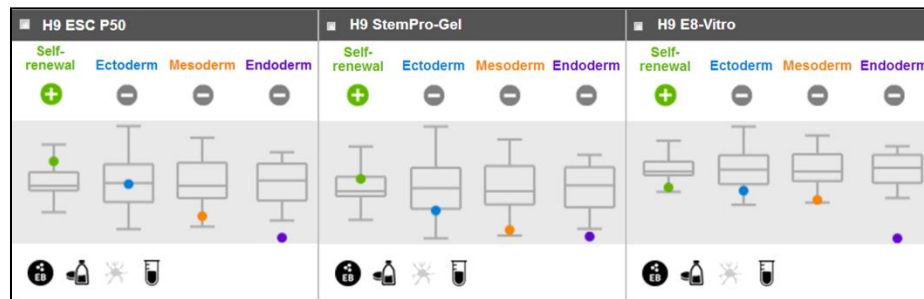 H9 ESC P50
Self-
renewal Ectoderm Mesoderm Endoderm
EB
H9 StemPro-Gel
Self-
renewal Ectoderm Mesoderm Endoderm
EB
H9 E8-Vitro
Self-
renewal Ectoderm Mesoderm Endoderm
EB